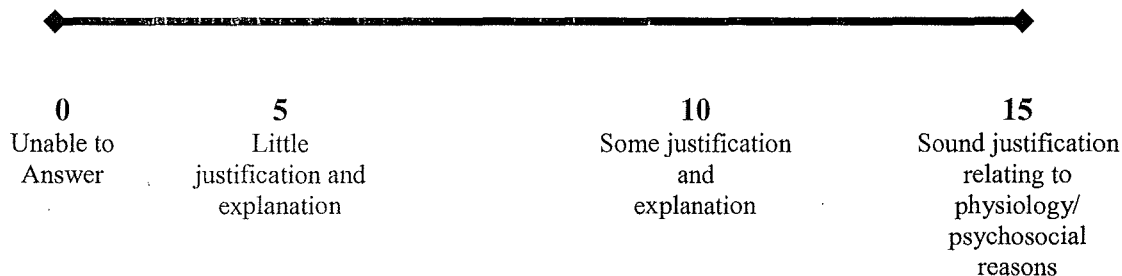 0 5 10 15
Unable to Little Some justification Sound justification
Answer justification and and relating to
explanation explanation physiology/
psychosocial
reasons